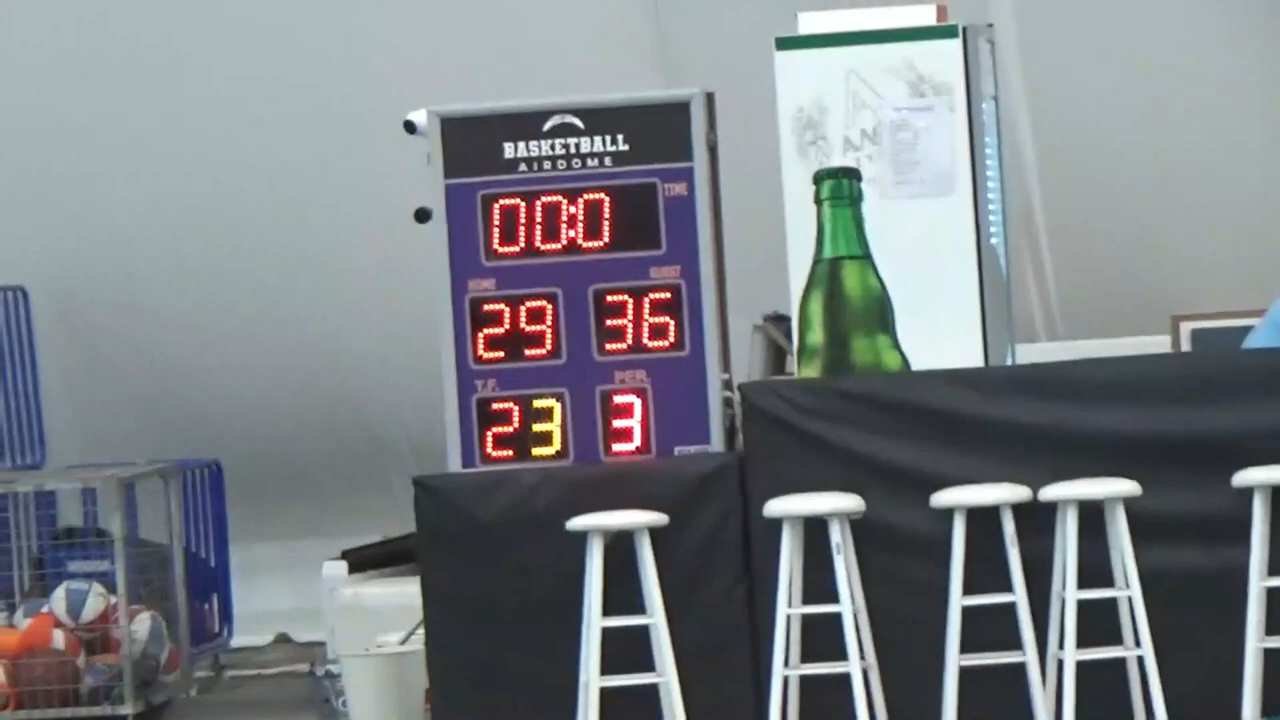 BASKETBALL
AIRDOME
00:0 TIME
HOME GUEST
29 36
T.F. PER.
23 3